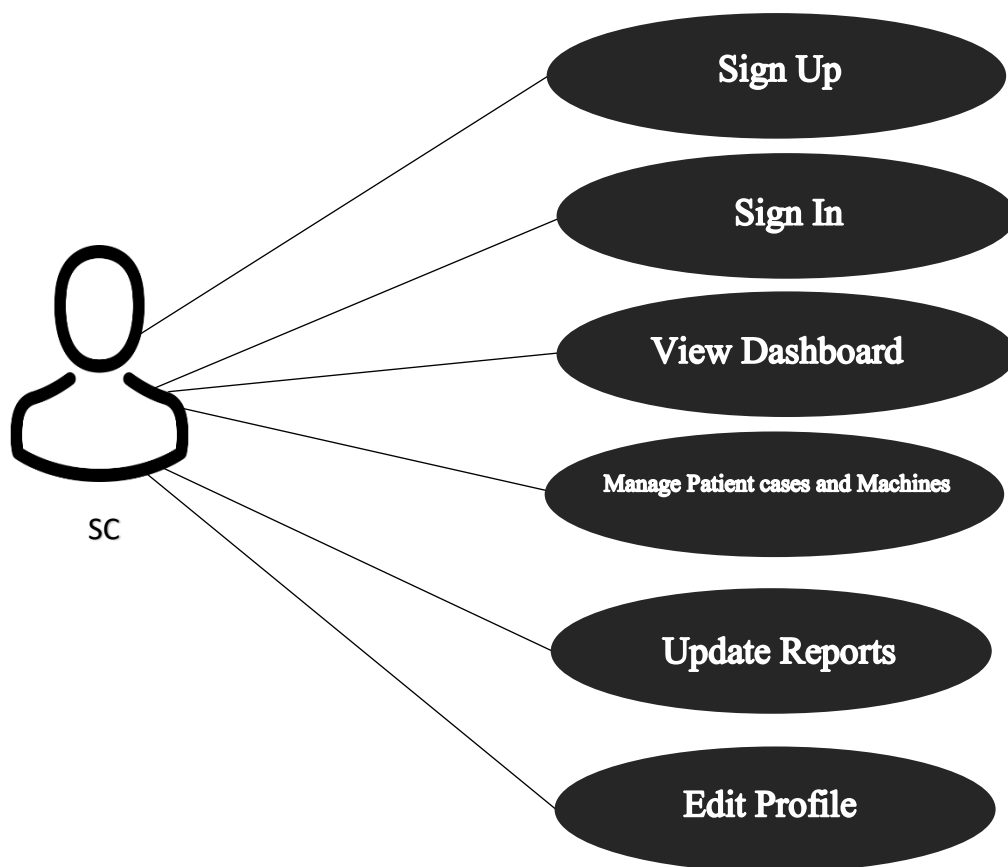 Sign Up
Sign In
View Dashboard
Manage Patient cases and Machines
SC
Update Reports
Edit Profile